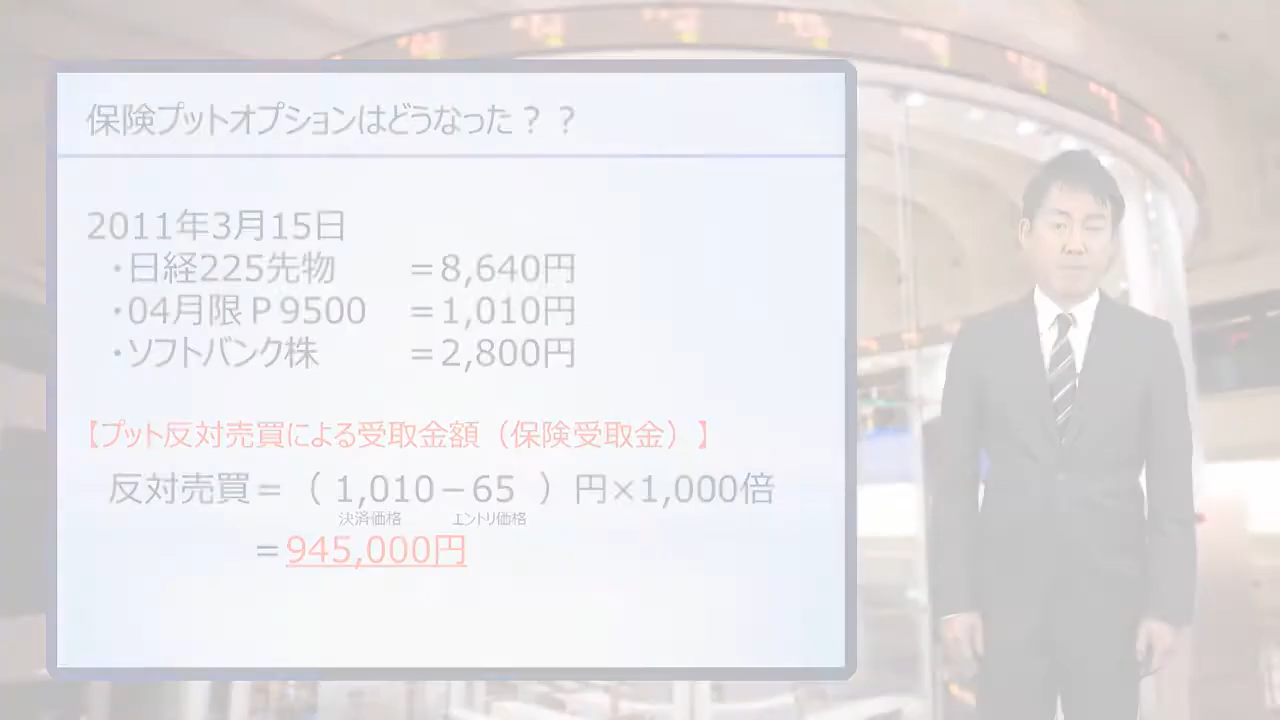 保険プットオプションはどうなった？？
2011年3月15日
・日経225先物　　＝8,640円
・04月限Ｐ9500　＝1,010円
・ソフトバンク株　　＝2,800円
【プット反対売買による受取金額（保険受取金）】
反対売買＝（ 1,010－65 ）円×1,000倍
決済価格　エントリ価格
＝945,000円